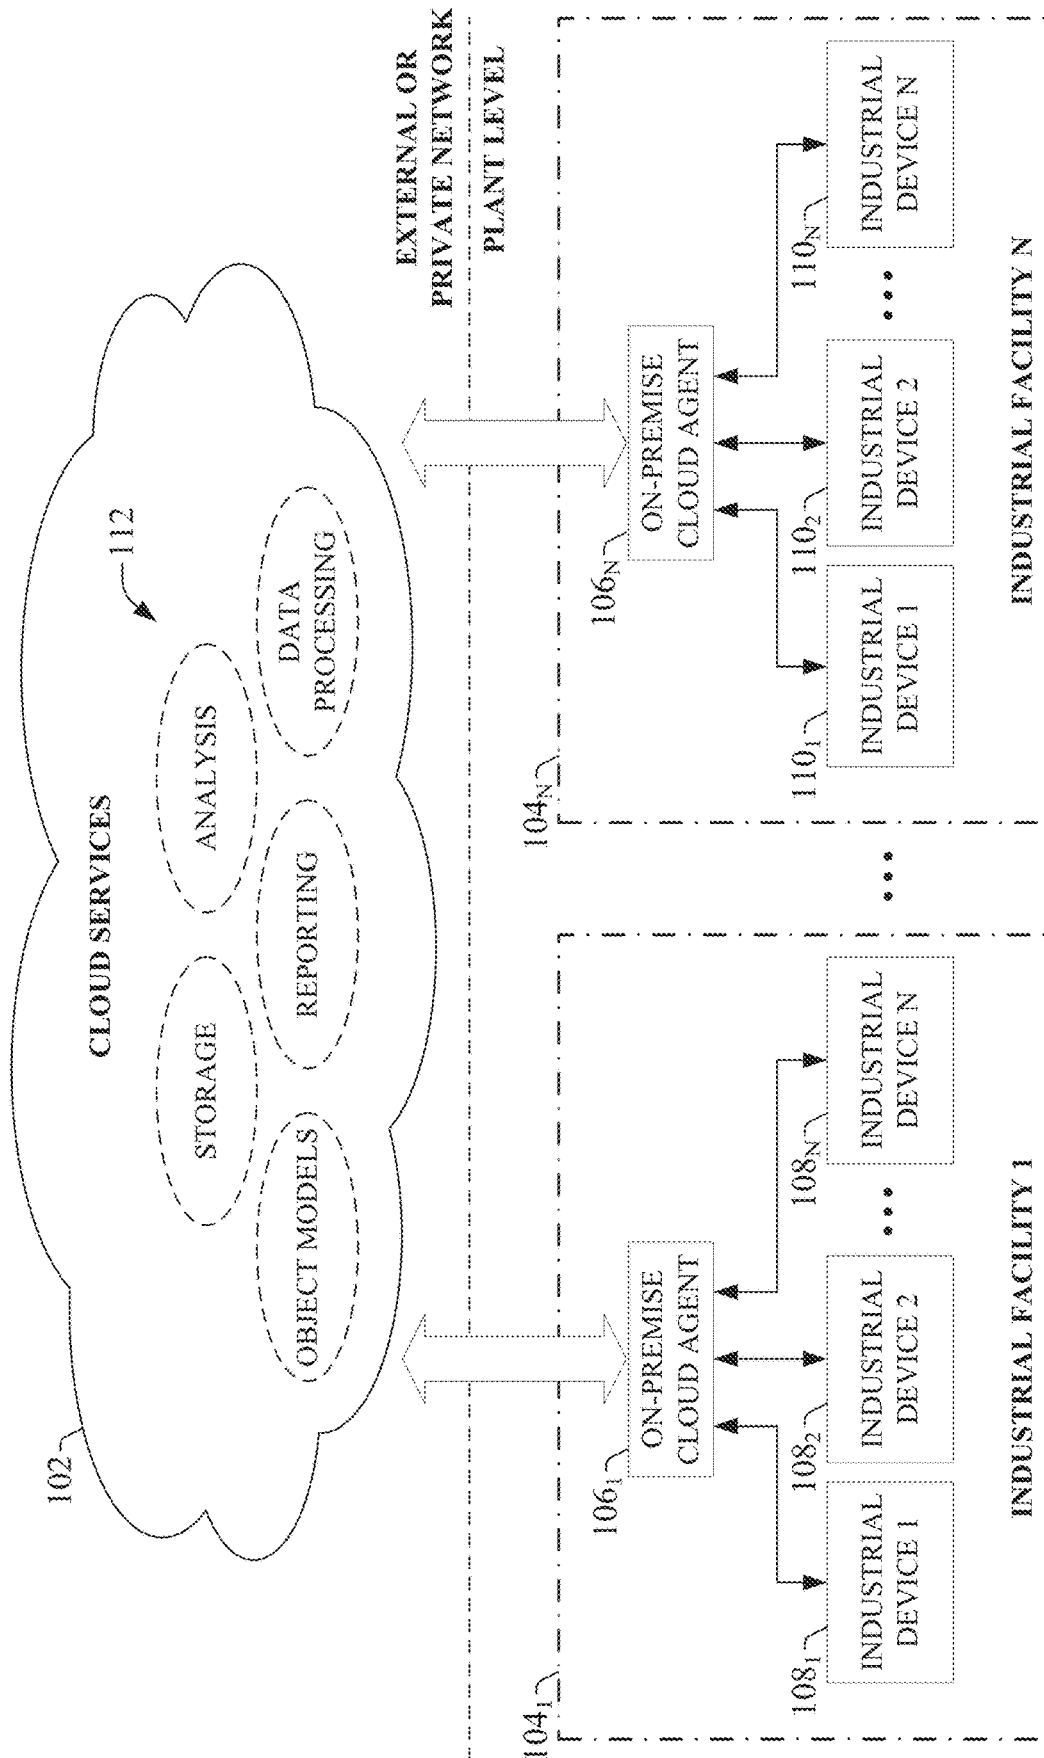 CLOUD SERVICES
102
112
STORAGE
ANALYSIS
OBJECT MODELS
REPORTING
DATA
PROCESSING
EXTERNAL OR
PRIVATE NETWORK
PLANT LEVEL
104₁
106₁
ON-PREMISE
CLOUD AGENT
108₁
INDUSTRIAL
DEVICE 1
108₂
INDUSTRIAL
DEVICE 2
•••
108N
INDUSTRIAL
DEVICE N
INDUSTRIAL FACILITY 1
•••
104N
106N
ON-PREMISE
CLOUD AGENT
110₁
INDUSTRIAL
DEVICE 1
110₂
INDUSTRIAL
DEVICE 2
•••
110N
INDUSTRIAL
DEVICE N
INDUSTRIAL FACILITY N